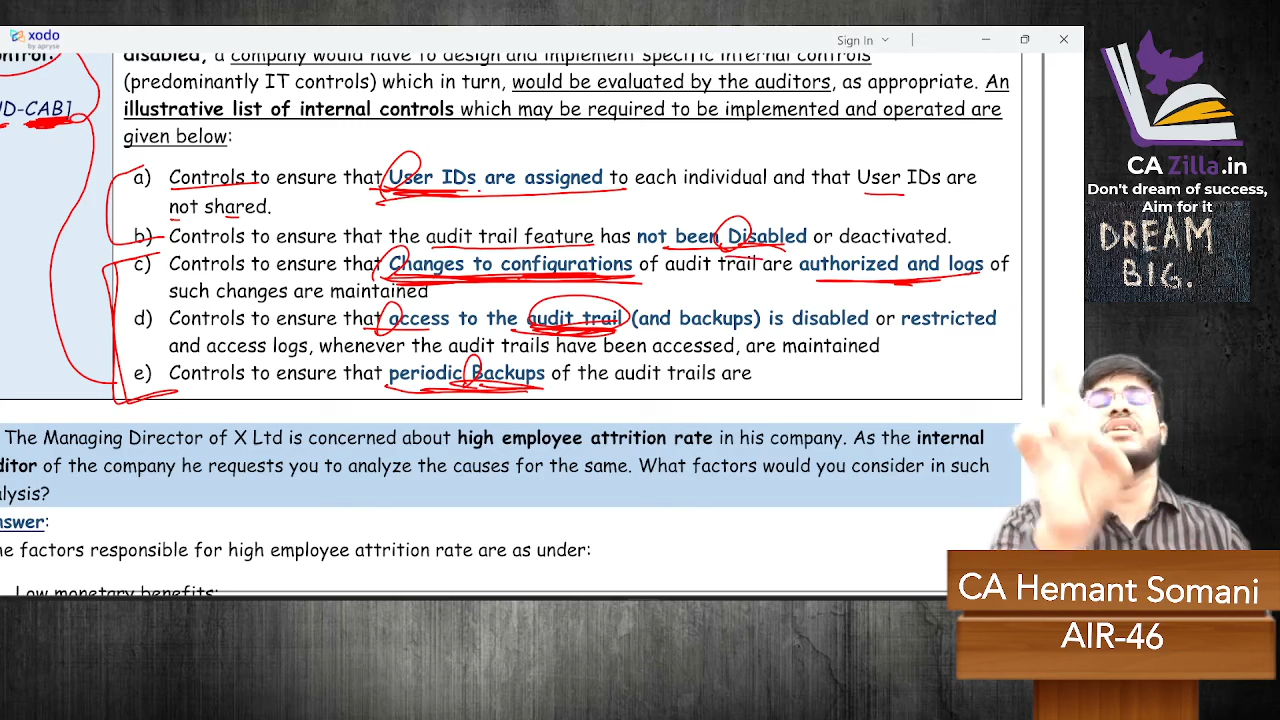 xodo
by apryse
Sign In
ontrol:
ND-CAB]
disabled, a company would have to design and implement specific internal controls
(predominantly IT controls) which in turn, would be evaluated by the auditors, as appropriate. An
illustrative list of internal controls which may be required to be implemented and operated are
given below:
a) Controls to ensure that User IDs are assigned to each individual and that User IDs are
not shared.
b) Controls to ensure that the audit trail feature has not been Disabled or deactivated.
c) Controls to ensure that Changes to configurations of audit trail are authorized and logs of
such changes are maintained
d) Controls to ensure that access to the audit trail (and backups) is disabled or restricted
and access logs, whenever the audit trails have been accessed, are maintained
e) Controls to ensure that periodic Backups of the audit trails are
The Managing Director of X Ltd is concerned about high employee attrition rate in his company. As the internal
ditor of the company he requests you to analyze the causes for the same. What factors would you consider in such
alysis?
nswer:
he factors responsible for high employee attrition rate are as under:
Low monetary benefits:
CA Zilla.in
Don't dream of success,
Aim for it
DREAM
BIG.
CA Hemant Somani
AIR-46